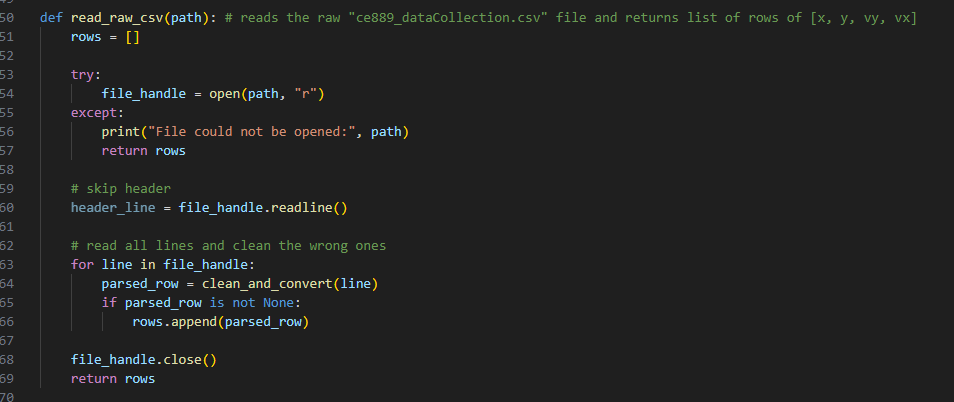 50 def read_raw_csv(path): # reads the raw "ce889_dataCollection.csv" file and returns list of rows of [x, y, vy, vx]
51     rows = []
52
53     try:
54         file_handle = open(path, "r")
55     except:
56         print("File could not be opened:", path)
57         return rows
58
59     # skip header
60     header_line = file_handle.readline()
61
62     # read all lines and clean the wrong ones
63     for line in file_handle:
64         parsed_row = clean_and_convert(line)
65         if parsed_row is not None:
66             rows.append(parsed_row)
67
68     file_handle.close()
69     return rows
70